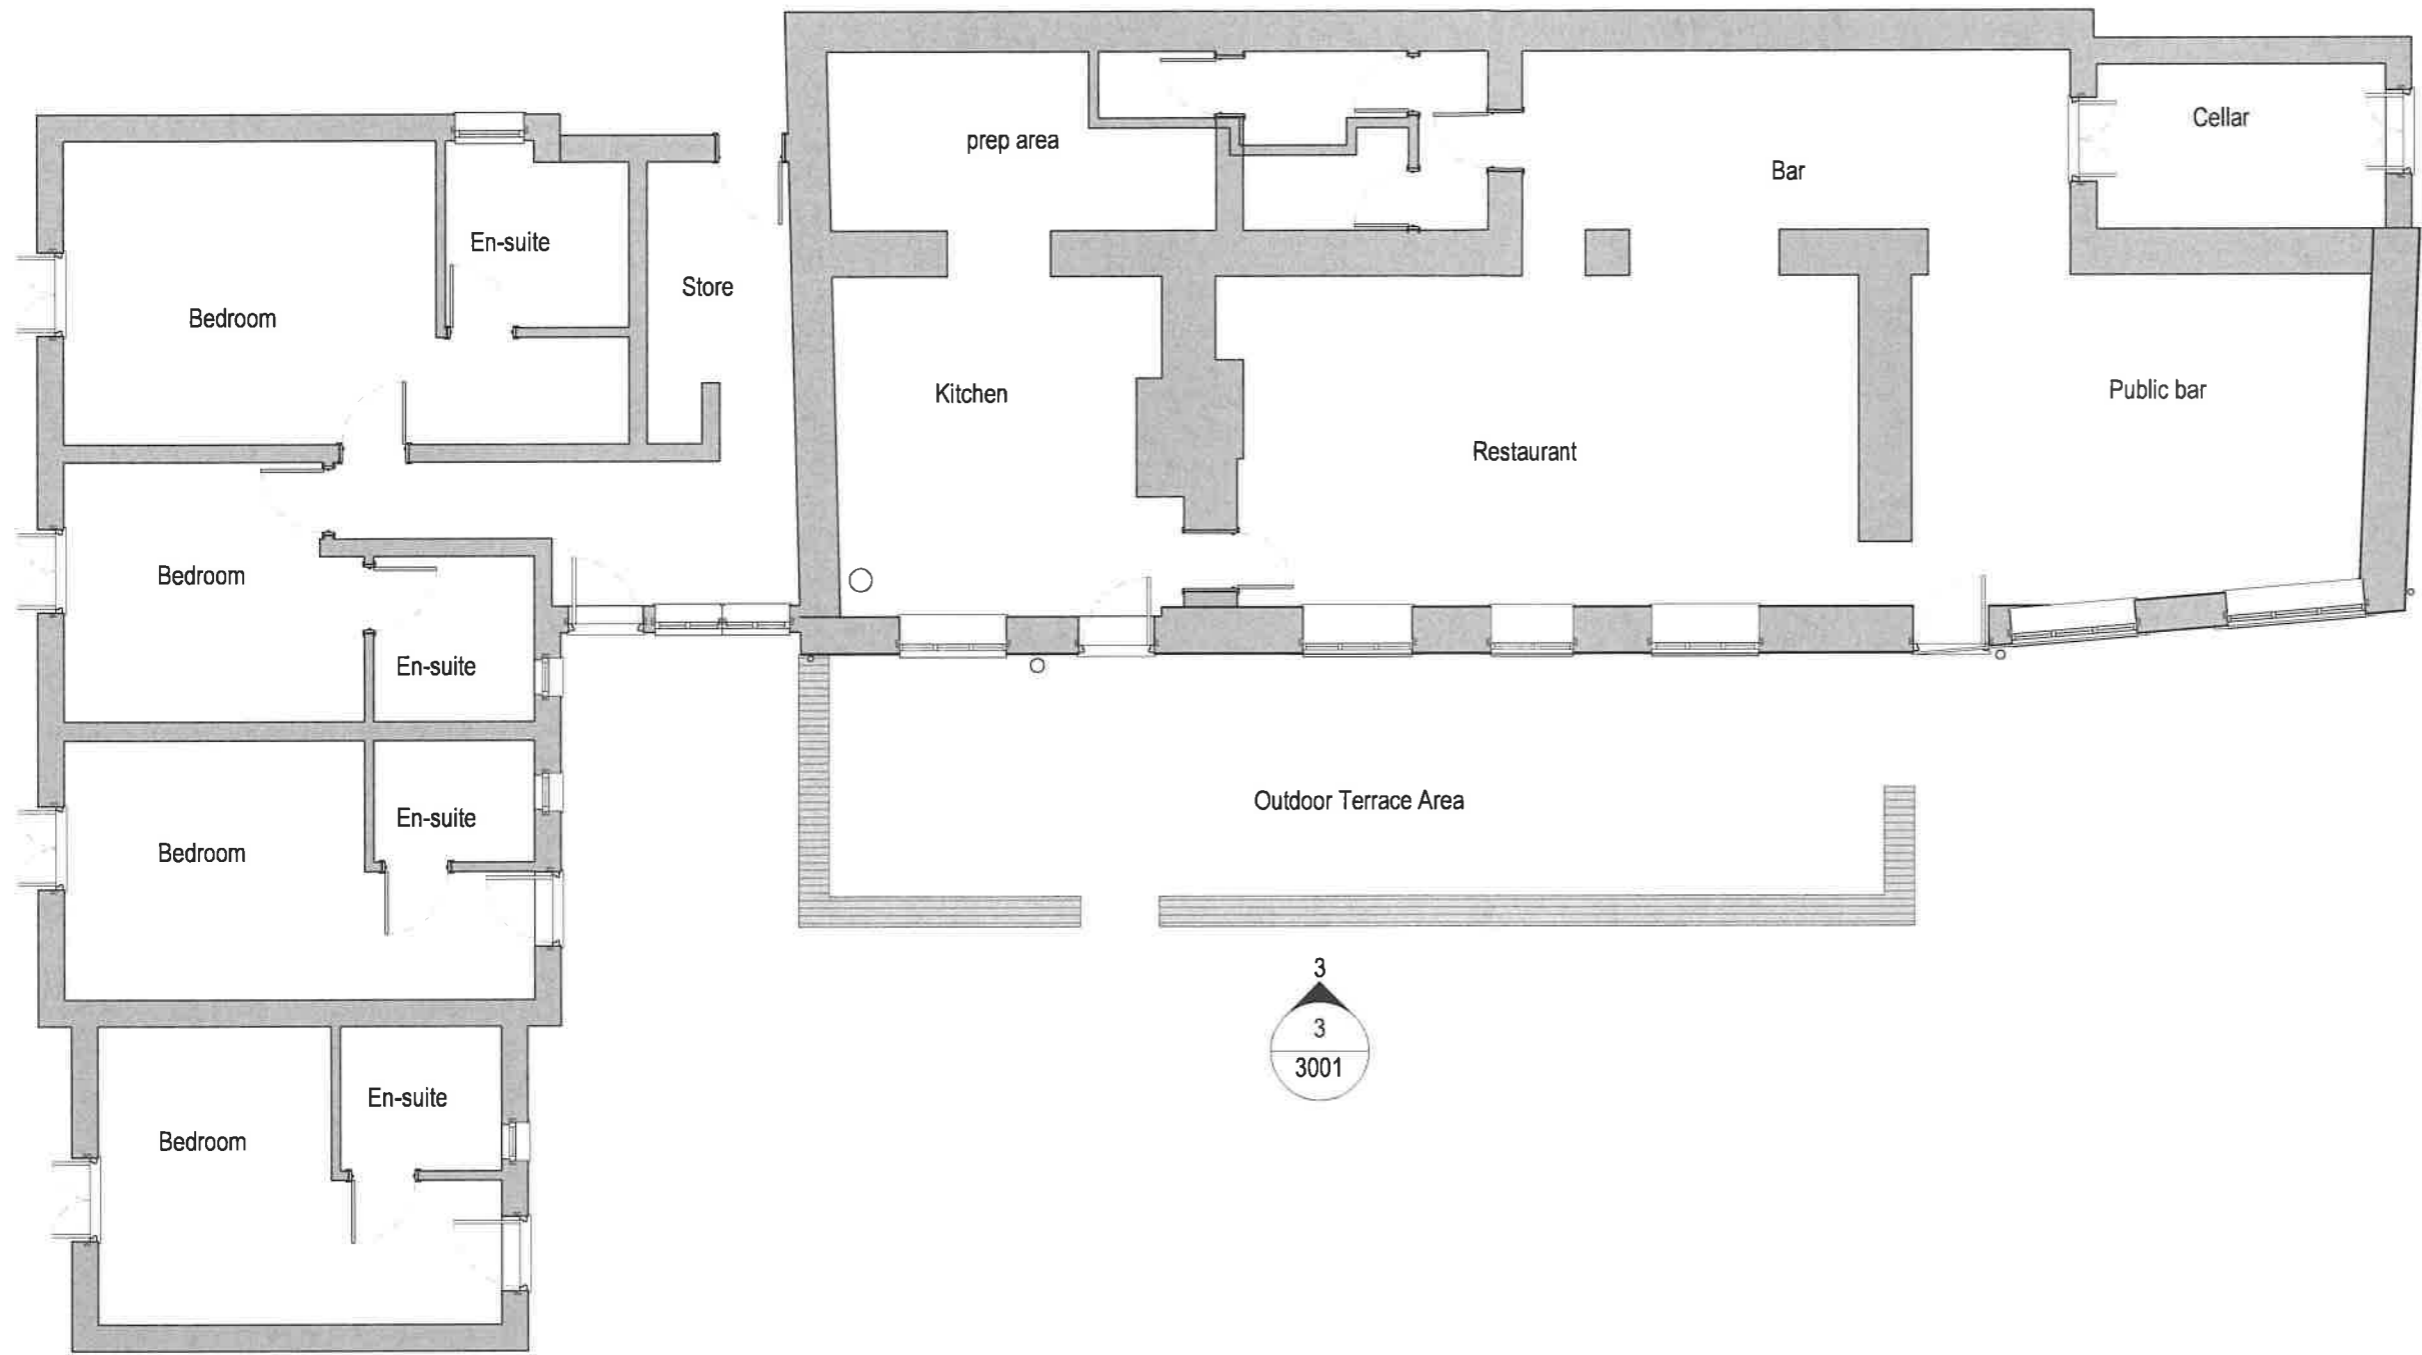 prep area
Cellar
Bar
En-suite
Store
Bedroom
Kitchen
Public bar
Restaurant
Bedroom
En-suite
Outdoor Terrace Area
En-suite
Bedroom
3
3
3001
En-suite
Bedroom